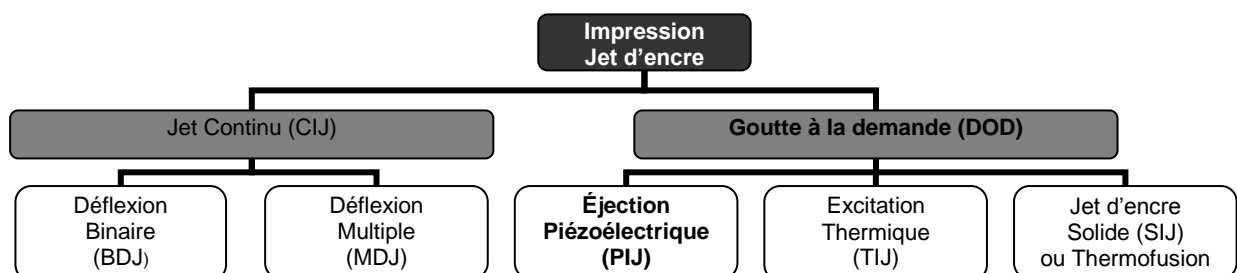 Impression
Jet d’encre
Jet Continu (CIJ)
Goutte à la demande (DOD)
Déflexion
Binaire
(BDJ)
Déflexion
Multiple
(MDJ)
Éjection
Piézoélectrique
(PIJ)
Excitation
Thermique
(TIJ)
Jet d'encre
Solide (SIJ)
ou Thermofusion